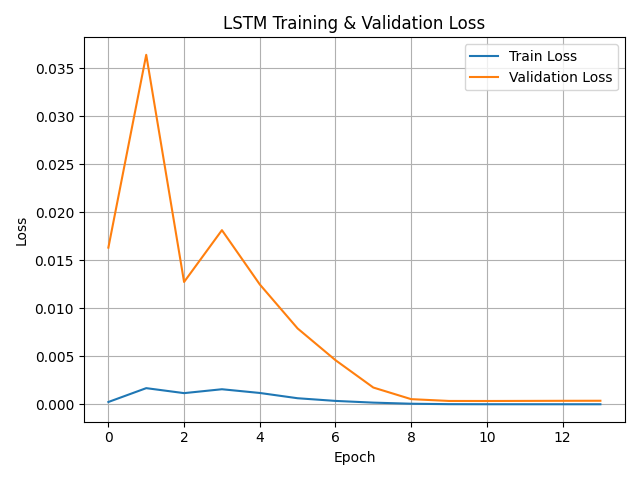 LSTM Training & Validation Loss
Train Loss
Validation Loss
0.035
0.030
0.025
0.020
0.015
0.010
0.005
0.000
Loss
0 2 4 6 8 10 12
Epoch